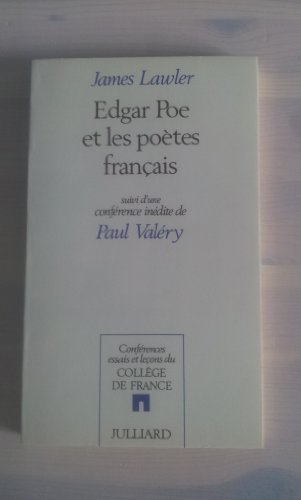 James Lawler
Edgar Poe
et les poètes
français
suivi d'une
conférence inédite de
Paul Valéry
Conférences
essais et leçons du
COLLÈGE
DE FRANCE
JULLIARD